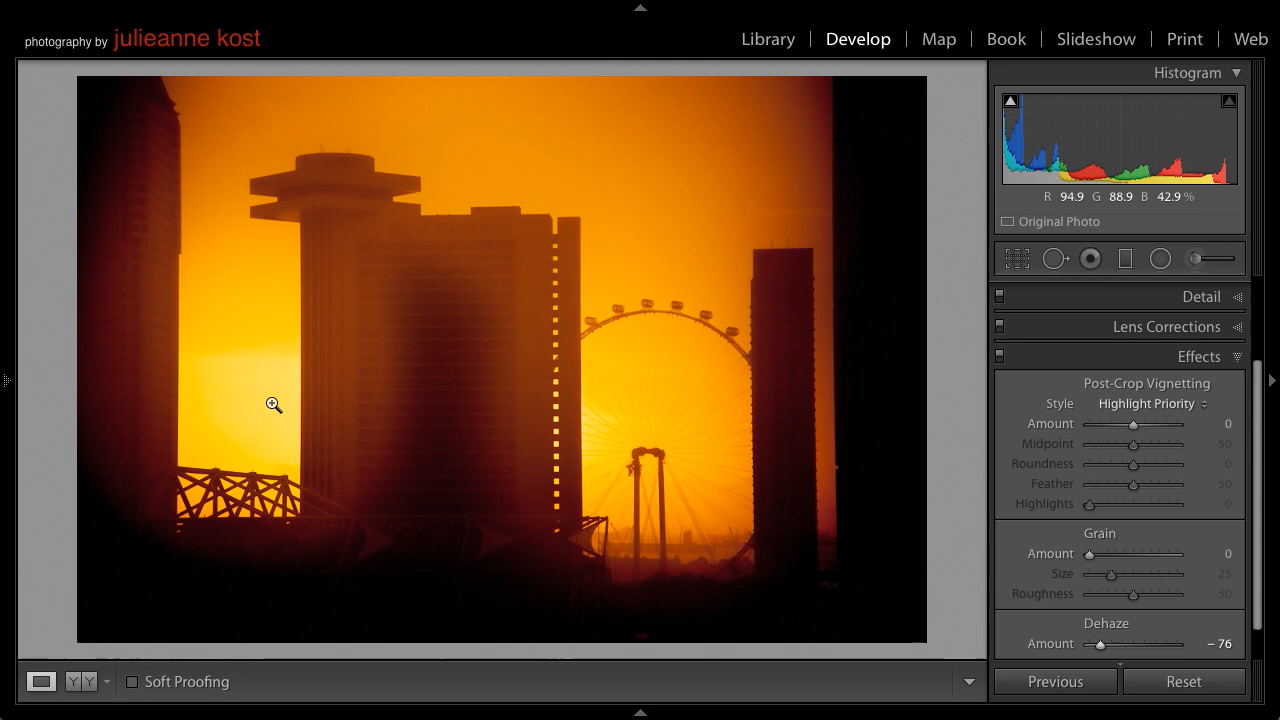 photography by julieanne kost
Library | Develop | Map | Book | Slideshow | Print | Web
Histogram
R 94.9 G 88.9 B 42.9 %
Original Photo
Detail
Lens Corrections
Effects
Post-Crop Vignetting
Style Highlight Priority
Amount 0
Midpoint 50
Roundness 0
Feather 50
Highlights 0
Grain
Amount 0
Size 25
Roughness 50
Dehaze
Amount – 76
Y Y Soft Proofing
Previous Reset